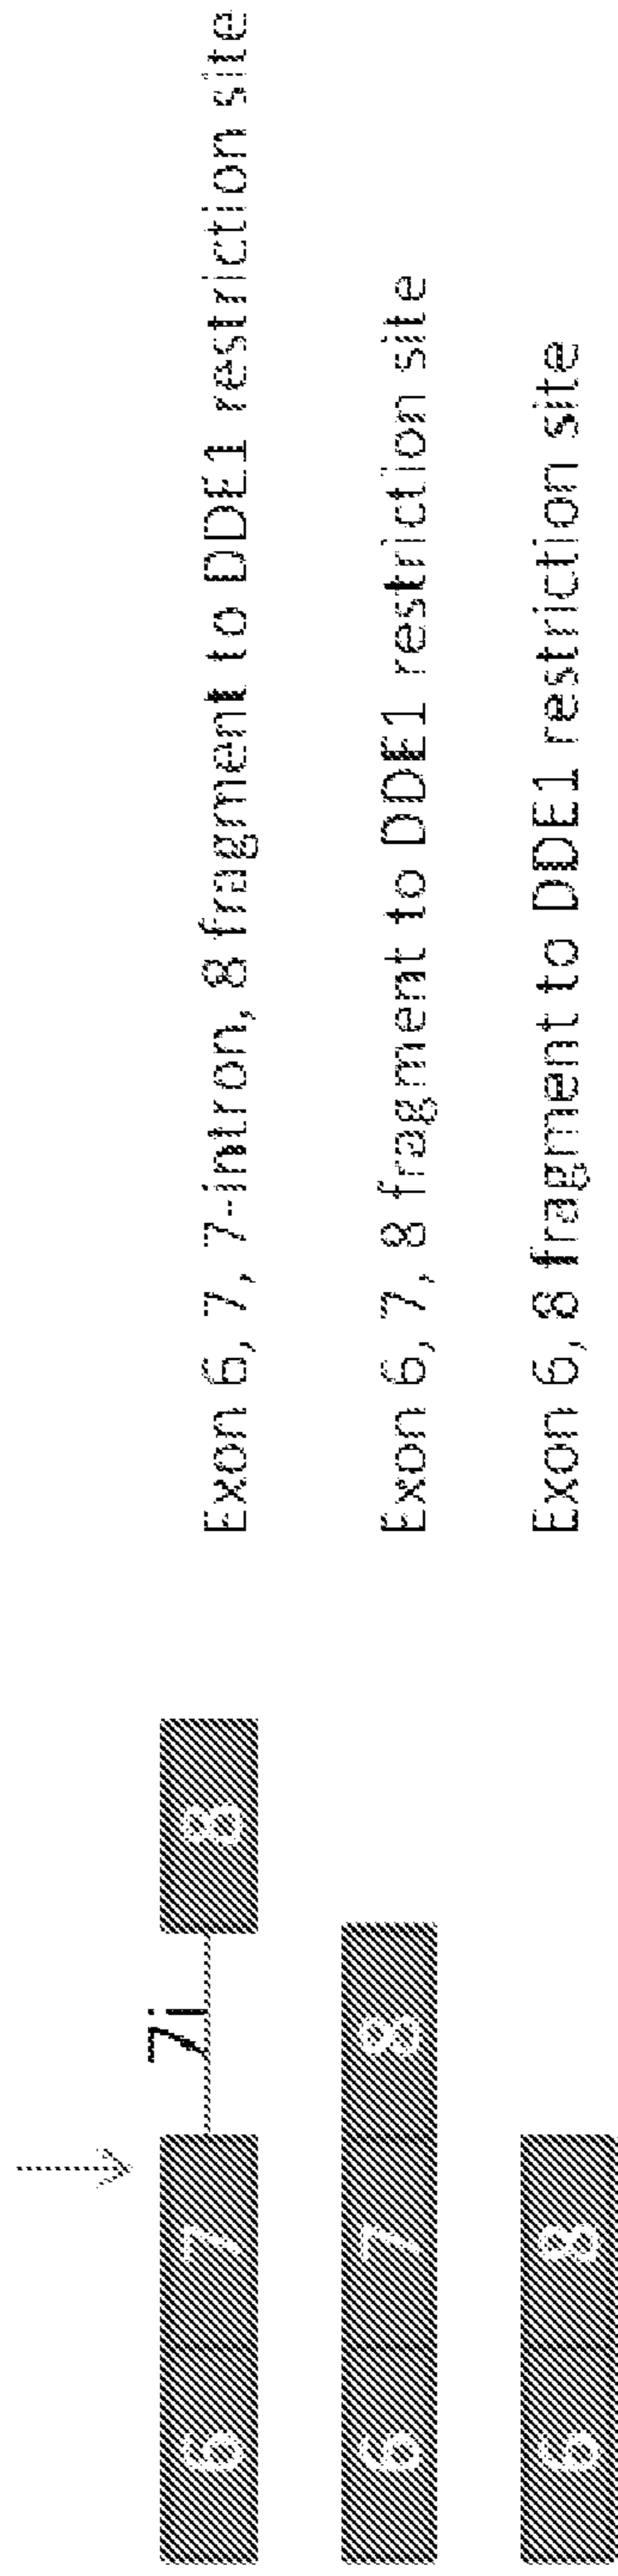 6 7 7i 8 Exon 6, 7, 7-intron, 8 fragment to DDE1 restriction site
6 7 8 Exon 6, 7, 8 fragment to DDE1 restriction site
6 8 Exon 6, 8 fragment to DDE1 restriction site